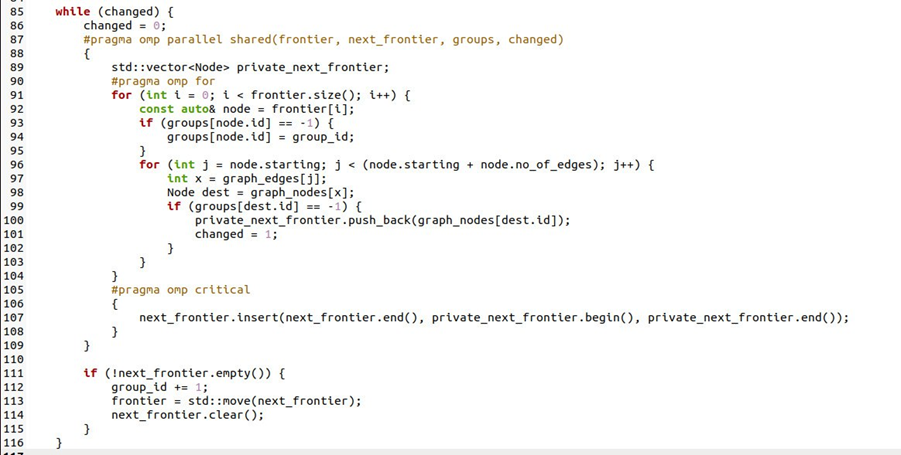 85 while (changed) {
86 changed = 0;
87 #pragma omp parallel shared(frontier, next_frontier, groups, changed)
88 {
89 std::vector<Node> private_next_frontier;
90 #pragma omp for
91 for (int i = 0; i < frontier.size(); i++) {
92 const auto& node = frontier[i];
93 if (groups[node.id] == -1) {
94 groups[node.id] = group_id;
95 }
96 for (int j = node.starting; j < (node.starting + node.no_of_edges); j++) {
97 int x = graph_edges[j];
98 Node dest = graph_nodes[x];
99 if (groups[dest.id] == -1) {
100 private_next_frontier.push_back(graph_nodes[dest.id]);
101 changed = 1;
102 }
103 }
104 }
105 #pragma omp critical
106 {
107 next_frontier.insert(next_frontier.end(), private_next_frontier.begin(), private_next_frontier.end());
108 }
109 }
110
111 if (!next_frontier.empty()) {
112 group_id += 1;
113 frontier = std::move(next_frontier);
114 next_frontier.clear();
115 }
116 }